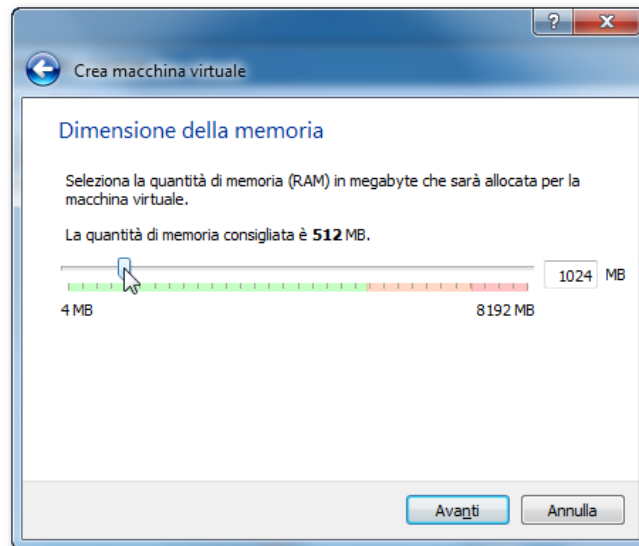 ?
Crea macchina virtuale
Dimensione della memoria
Seleziona la quantità di memoria (RAM) in megabyte che sarà allocata per la
macchina virtuale.
La quantità di memoria consigliata è 512 MB.
1024 MB
4 MB 8192 MB
Avanti Annulla